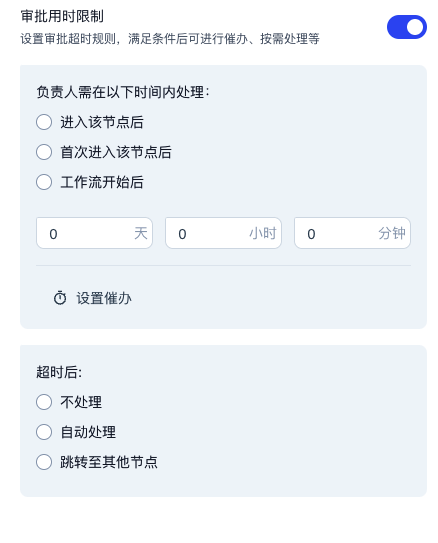 审批用时限制
设置审批超时规则，满足条件后可进行催办、按需处理等
负责人需在以下时间内处理：
进入该节点后
首次进入该节点后
工作流开始后
0 天 0 小时 0 分钟
设置催办
超时后：
不处理
自动处理
跳转至其他节点